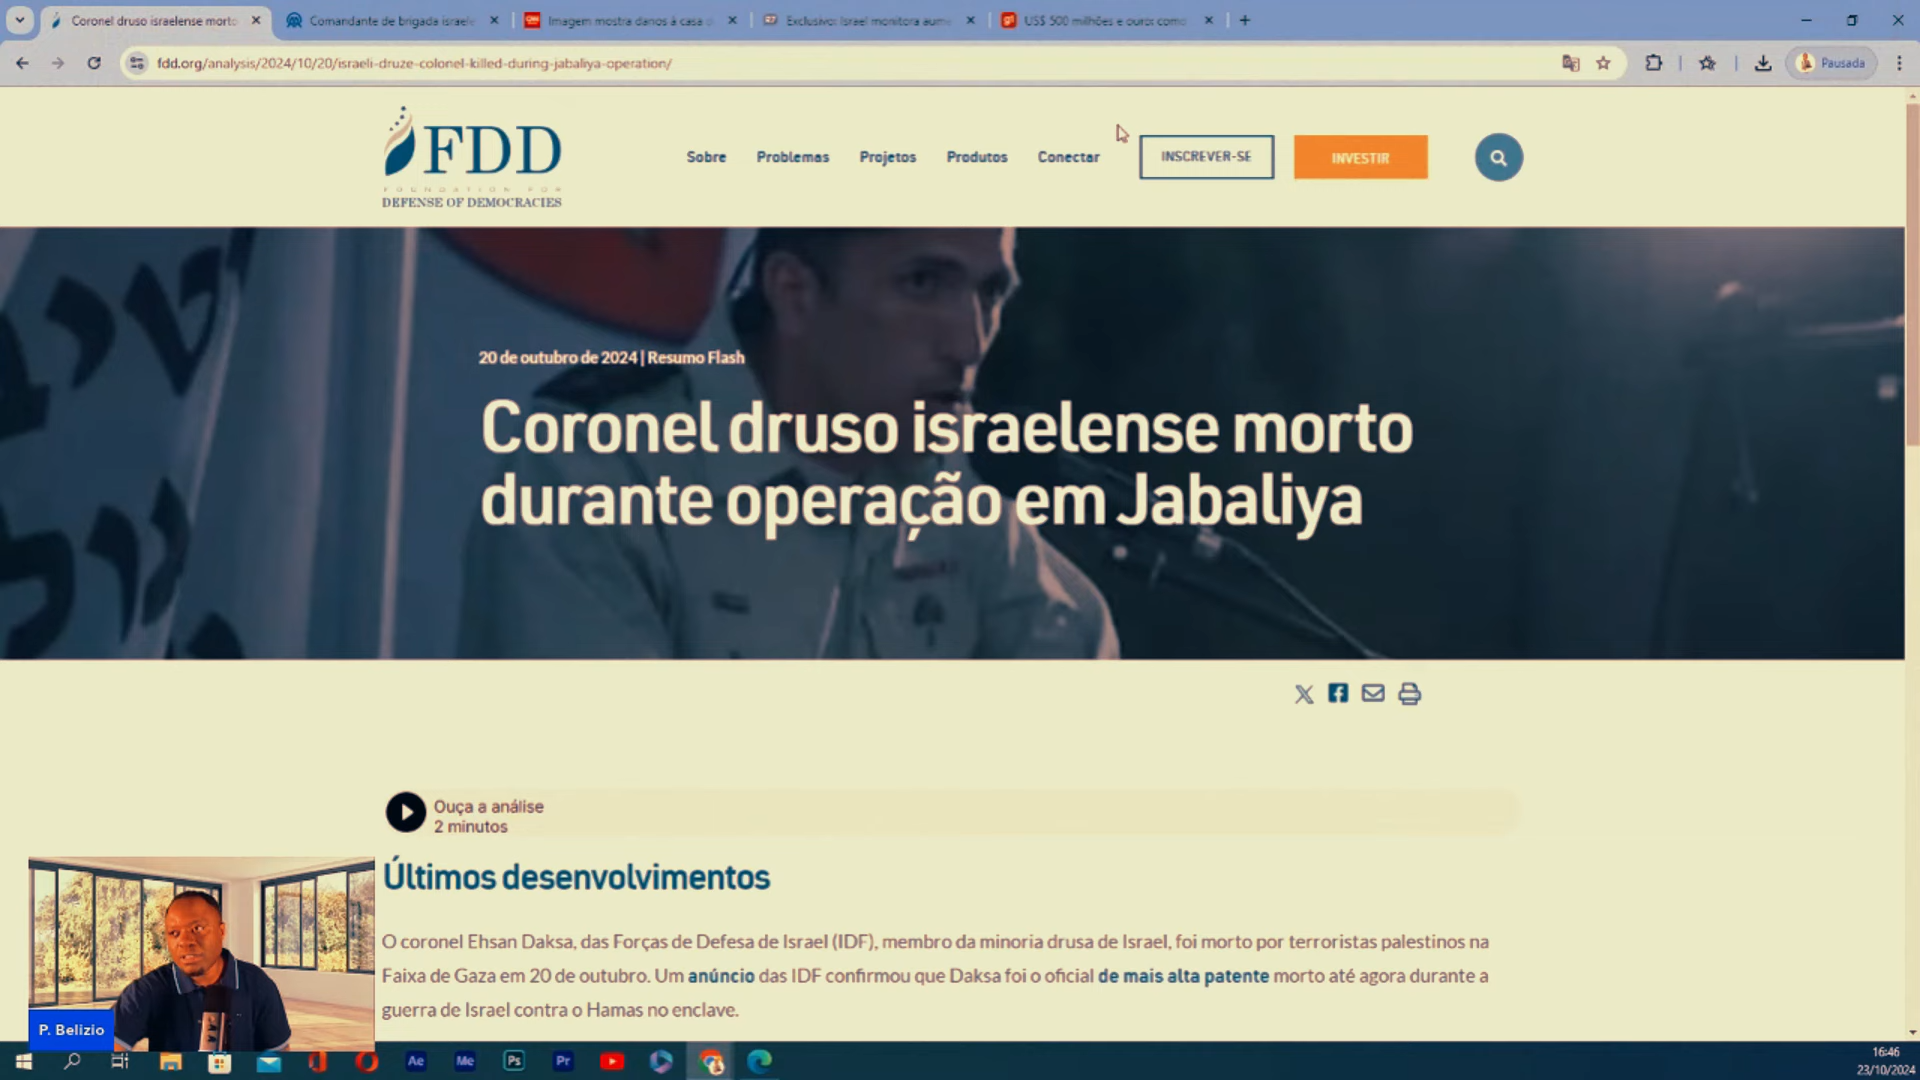 Coronel druso israelense morto
Comandante de brigada israele
Imagem mostra danos à casa d
Exclusivo: Israel monitora aume
US$ 500 milhões e ouro: como
fdd.org/analysis/2024/10/20/israeli-druze-colonel-killed-during-jabaliya-operation/
Pausada
FDD
FOUNDATION FOR
DEFENSE OF DEMOCRACIES
Sobre
Problemas
Projetos
Produtos
Conectar
INSCREVER-SE
INVESTIR
20 de outubro de 2024 | Resumo Flash
Coronel druso israelense morto
durante operação em Jabaliya
Ouça a análise
2 minutos
Últimos desenvolvimentos
O coronel Ehsan Daksa, das Forças de Defesa de Israel (IDF), membro da minoria drusa de Israel, foi morto por terroristas palestinos na
Faixa de Gaza em 20 de outubro. Um anúncio das IDF confirmou que Daksa foi o oficial de mais alta patente morto até agora durante a
guerra de Israel contra o Hamas no enclave.
P. Belizio
Ae
Me
Ps
Pr
16:46
23/10/2024